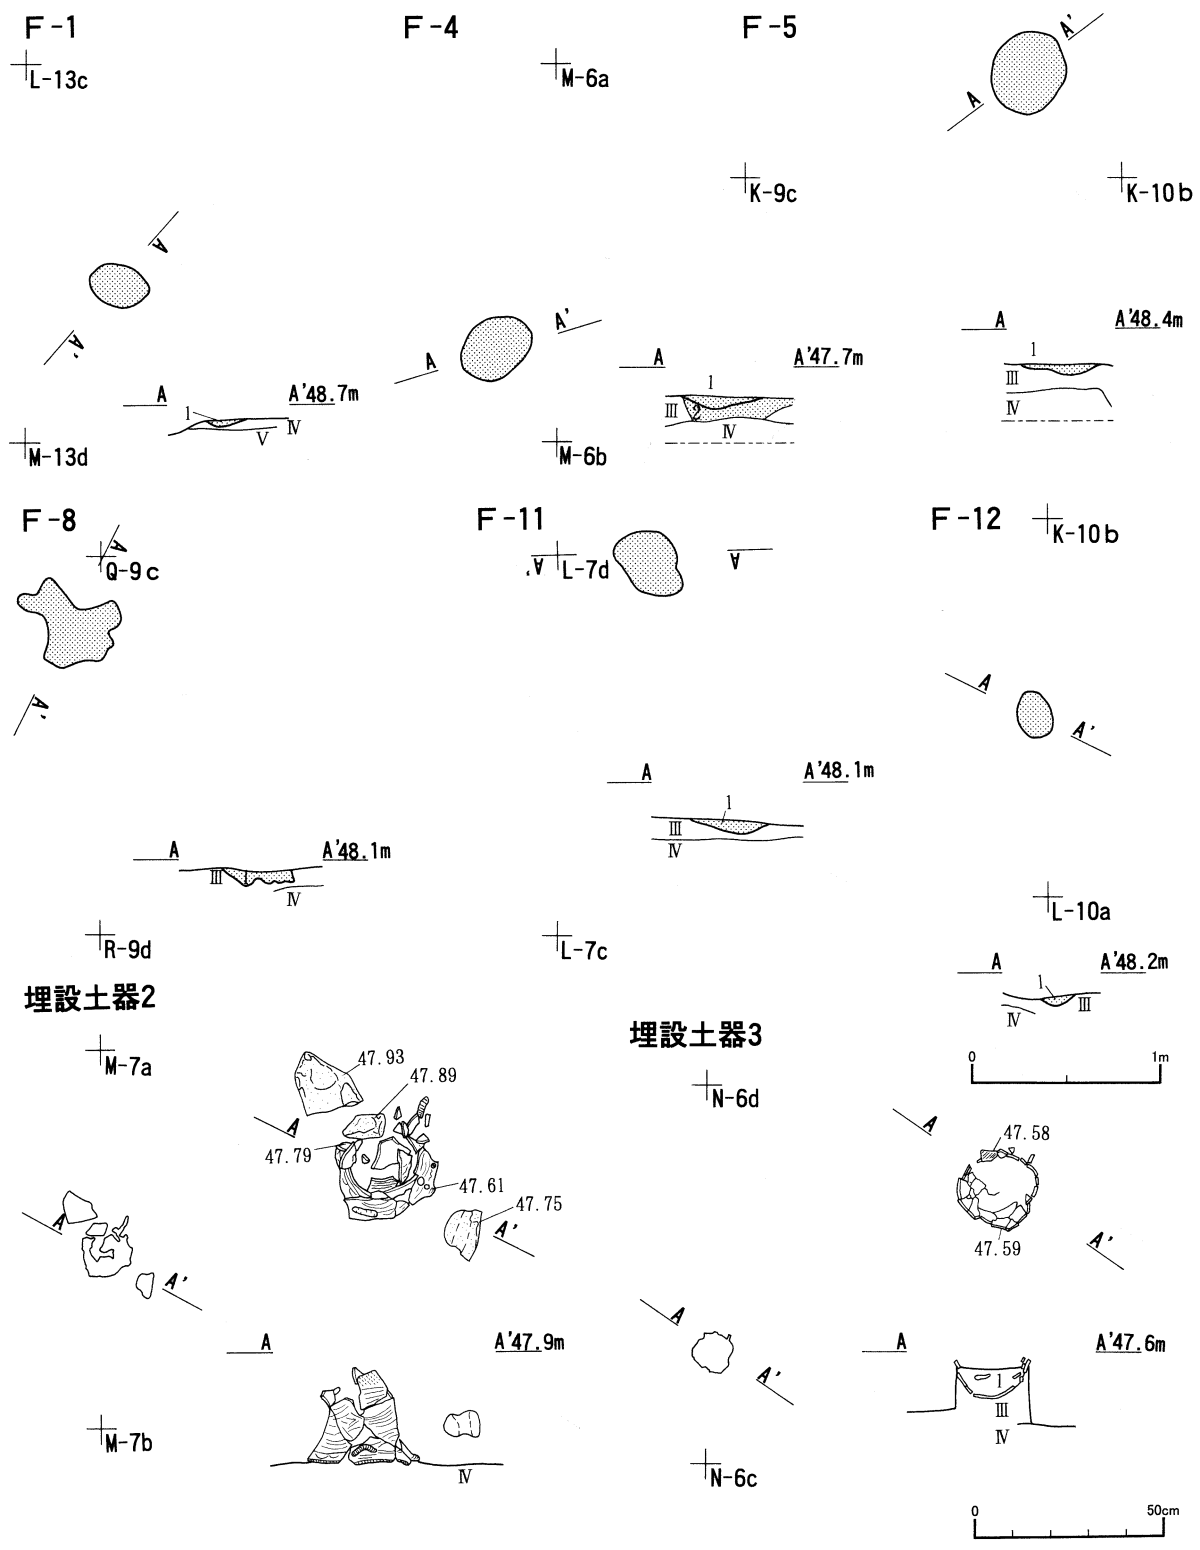 F-1
L-13c
A
A'
A
A'48.7m
1
IV
V
M-13d
F-4
M-6a
A
A'
A
A'47.7m
1
III
2
IV
M-6b
F-5
A
A'
K-9c
K-10b
A
A'48.4m
1
III
IV
F-8
A
Q-9c
A'
A
A'48.1m
III
IV
R-9d
F-11
A'
L-7d
A
A
A'48.1m
1
III
IV
L-7c
F-12
K-10b
A
A'
L-10a
A
A'48.2m
1
IV
III
0
1m
埋設土器2
M-7a
47.93
47.89
A
47.79
47.61
47.75
A'
A
A'
A
A'47.9m
M-7b
IV
埋設土器3
N-6d
A
47.58
47.59
A'
A
A'
A
A'47.6m
1
III
IV
N-6c
0
50cm